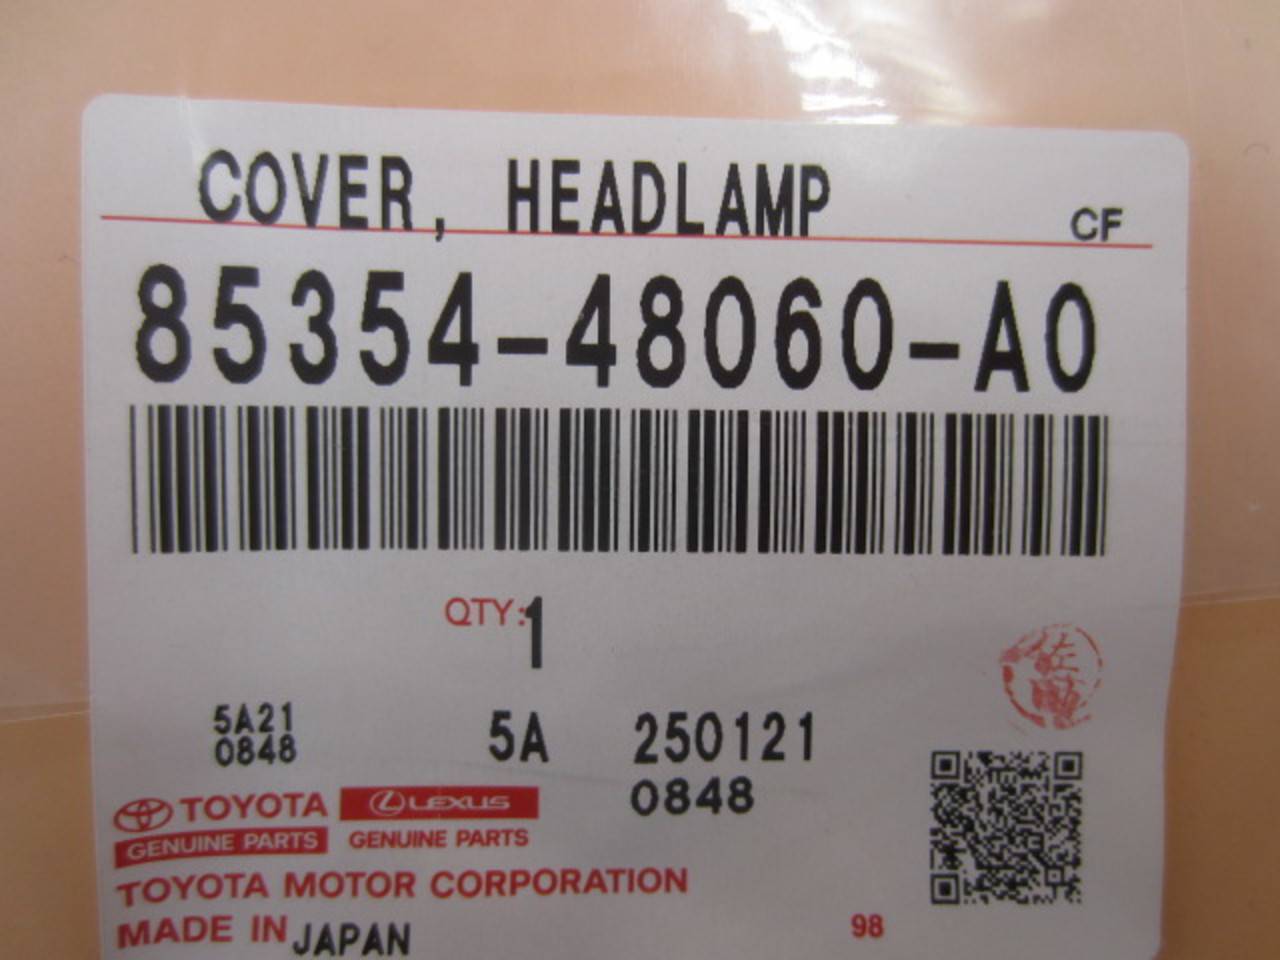 COVER, HEADLAMP
CF
85354-48060-A0
QTY:1
5A21
0848
5A
250121
0848
TOYOTA
GENUINE PARTS
LEXUS
GENUINE PARTS
TOYOTA MOTOR CORPORATION
MADE IN JAPAN
98